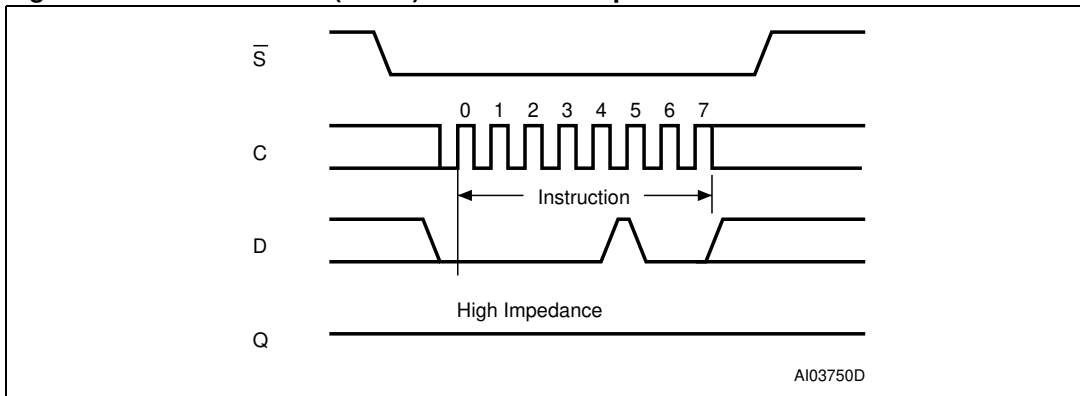 S̅
0 1 2 3 4 5 6 7
C
Instruction
D
High Impedance
Q
AI03750D